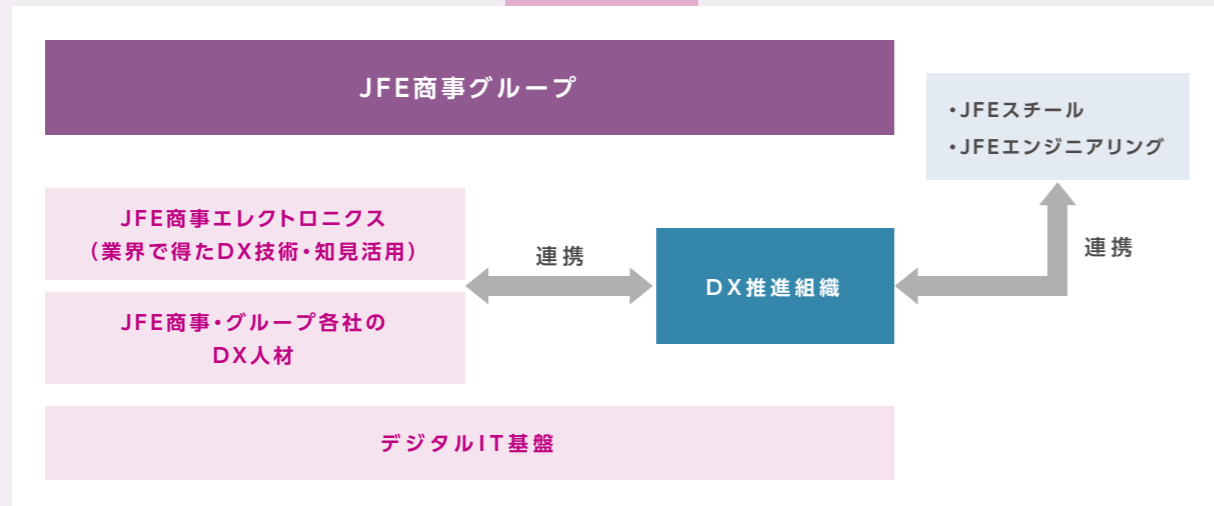 JFE商事グループ
・JFEスチール
・JFEエンジニアリング
JFE商事エレクトロニクス
（業界で得たDX技術・知見活用）
連携
DX推進組織
連携
JFE商事・グループ各社の
DX人材
デジタルIT基盤